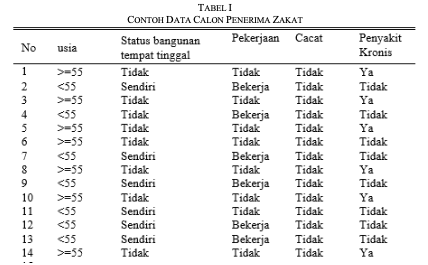 TABEL I
CONTOH DATA CALON PENERIMA ZAKAT
No usia Status bangunan tempat tinggal Pekerjaan Cacat Penyakit Kronis
1 >=55 Tidak Tidak Tidak Ya
2 <55 Sendiri Bekerja Tidak Tidak
3 >=55 Tidak Tidak Tidak Ya
4 <55 Sendiri Bekerja Tidak Tidak
5 >=55 Tidak Tidak Tidak Ya
6 >=55 Tidak Tidak Tidak Tidak
7 <55 Sendiri Bekerja Tidak Tidak
8 >=55 Tidak Tidak Tidak Ya
9 <55 Sendiri Bekerja Tidak Tidak
10 >=55 Tidak Tidak Tidak Ya
11 <55 Sendiri Tidak Tidak Tidak
12 <55 Sendiri Bekerja Tidak Tidak
13 <55 Sendiri Bekerja Tidak Tidak
14 >=55 Tidak Tidak Tidak Ya